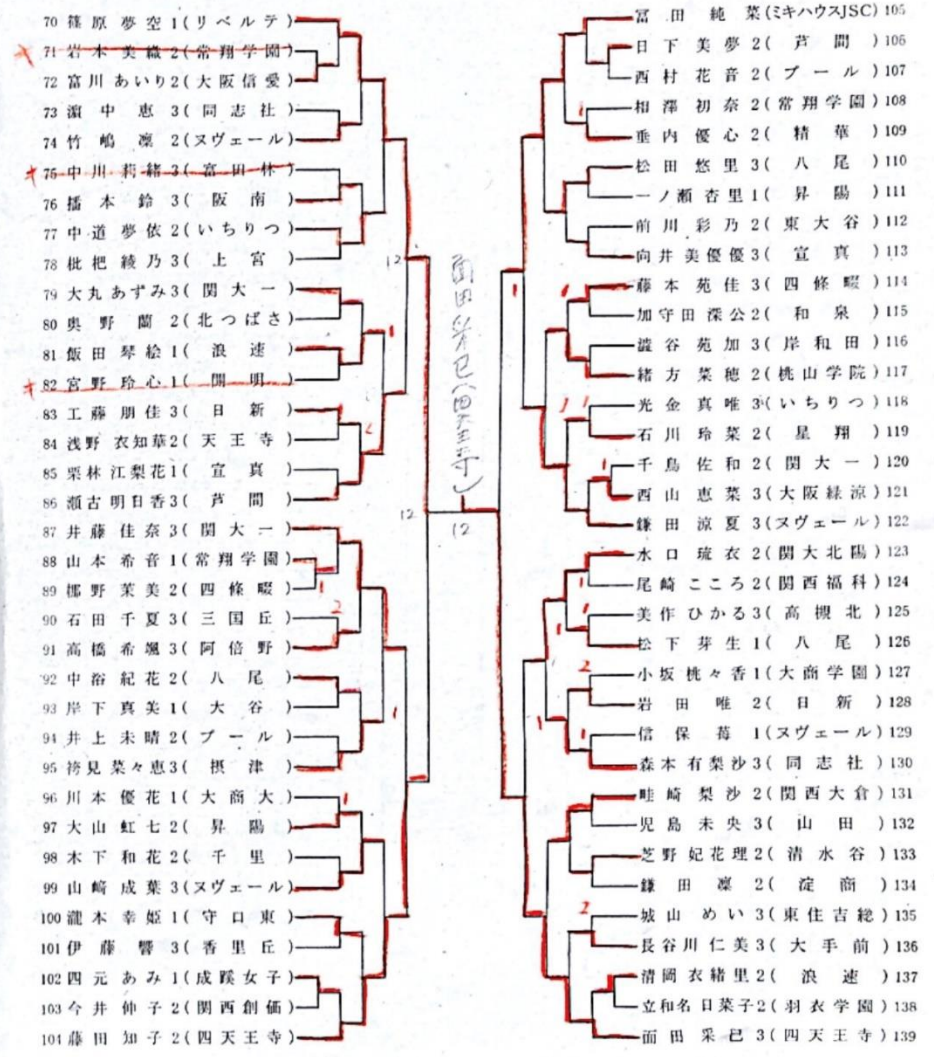 70 篠原夢空 1 (リベルテ)
71 岩本美織 2 (常翔学園)
72 富川あいり 2 (大阪信愛)
73 濵中恵 3 (同志社)
74 竹嶋凛 2 (ヌヴェール)
75 中川莉緒 3 (富田林)
76 播本鈴 3 (阪南)
77 中道夢依 2 (いちりつ)
78 枇杷綾乃 3 (上宮)
79 大丸あずみ 3 (関大一)
80 奥野蘭 2 (北つばさ)
81 飯田琴絵 1 (浪速)
82 宮野玲心 1 (開明)
83 工藤朋佳 3 (日新)
84 浅野衣知華 2 (天王寺)
85 栗林江梨花 1 (宣真)
86 瀬古明日香 3 (芦間)
87 井藤佳奈 3 (関大一)
88 山本希音 1 (常翔学園)
89 梛野茉美 2 (四條畷)
90 石田千夏 3 (三国丘)
91 高橋希颯 3 (阿倍野)
92 中谷紀花 2 (八尾)
93 岸下真美 1 (大谷)
94 井上未晴 2 (プール)
95 袴見菜々恵 3 (摂津)
96 川本優花 1 (大商大)
97 大山虹七 2 (昇陽)
98 木下和花 2 (千里)
99 山﨑成葉 3 (ヌヴェール)
100 瀧本幸姫 1 (守口東)
101 伊藤響 3 (香里丘)
102 四元あみ 1 (成蹊女子)
103 今井伸子 2 (関西創価)
104 藤田知子 2 (四天王寺)
12
1
2
12
1
2
1
1
面田采巳(四天王寺)
12
冨田純菜 (ミキハウスJSC) 105
日下美夢 2 (芦間) 106
西村花音 2 (プール) 107
相澤初奈 2 (常翔学園) 108
垂内優心 2 (精華) 109
松田悠里 3 (八尾) 110
一ノ瀬杏里 1 (昇陽) 111
前川彩乃 2 (東大谷) 112
向井美優優 3 (宣真) 113
藤本苑佳 3 (四條畷) 114
加守田深公 2 (和泉) 115
澁谷苑加 3 (岸和田) 116
緒方菜穂 2 (桃山学院) 117
光金真唯 3 (いちりつ) 118
石川玲菜 2 (星翔) 119
千鳥佐和 2 (関大一) 120
西山恵菜 3 (大阪緑涼) 121
鎌田涼夏 3 (ヌヴェール) 122
水口琉衣 2 (関大北陽) 123
尾崎こころ 2 (関西福科) 124
美作ひかる 3 (高槻北) 125
松下芽生 1 (八尾) 126
小坂桃々香 1 (大商学園) 127
岩田唯 2 (日新) 128
信保苺 1 (ヌヴェール) 129
森本有梨沙 3 (同志社) 130
畦崎梨沙 2 (関西大倉) 131
児島未央 3 (山田) 132
芝野妃花理 2 (清水谷) 133
鎌田凛 2 (淀商) 134
城山めい 3 (東住吉総) 135
長谷川仁美 3 (大手前) 136
清岡衣緒里 2 (浪速) 137
立和名日菜子 2 (羽衣学園) 138
面田采巳 3 (四天王寺) 139